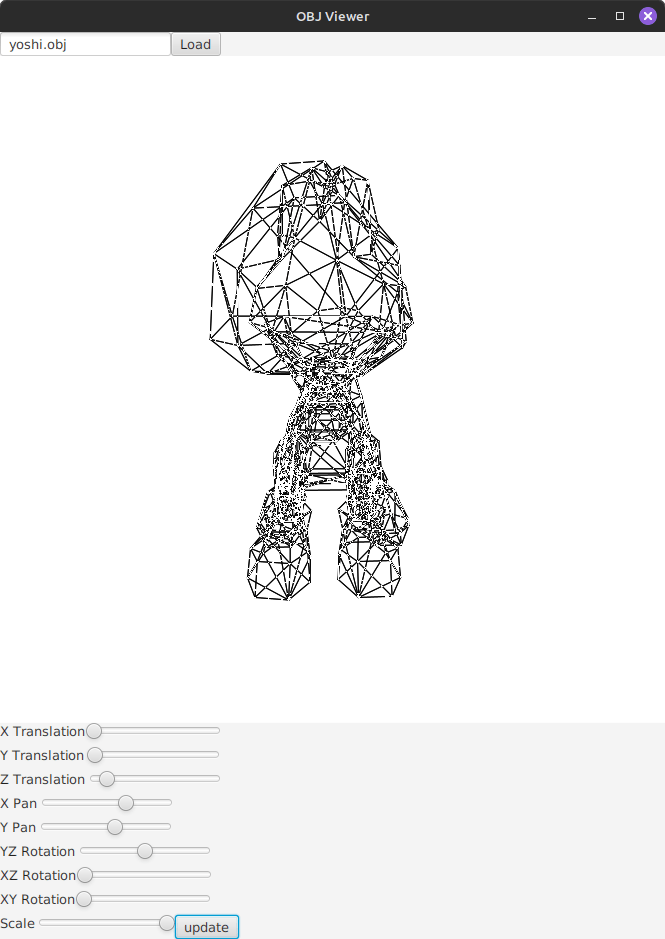 OBJ Viewer
yoshi.obj Load
X Translation
Y Translation
Z Translation
X Pan
Y Pan
YZ Rotation
XZ Rotation
XY Rotation
Scale update